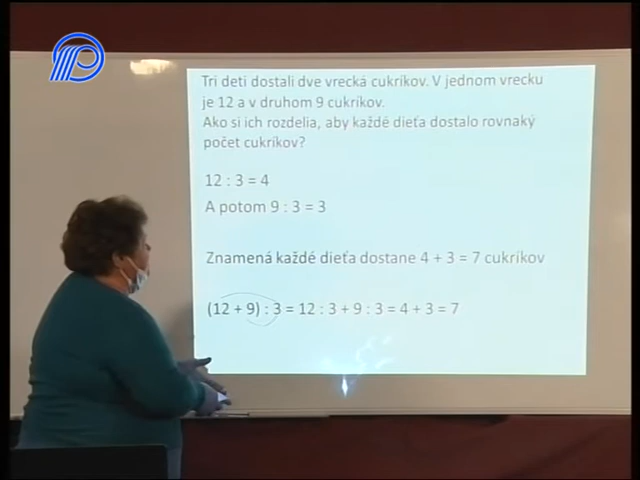 Tri deti dostali dve vrecká cukríkov. V jednom vrecku
je 12 a v druhom 9 cukríkov.
Ako si ich rozdelia, aby každé dieťa dostalo rovnaký
počet cukríkov?
12 : 3 = 4
A potom 9 : 3 = 3
Znamená každé dieťa dostane 4 + 3 = 7 cukríkov
(12 + 9) : 3 = 12 : 3 + 9 : 3 = 4 + 3 = 7